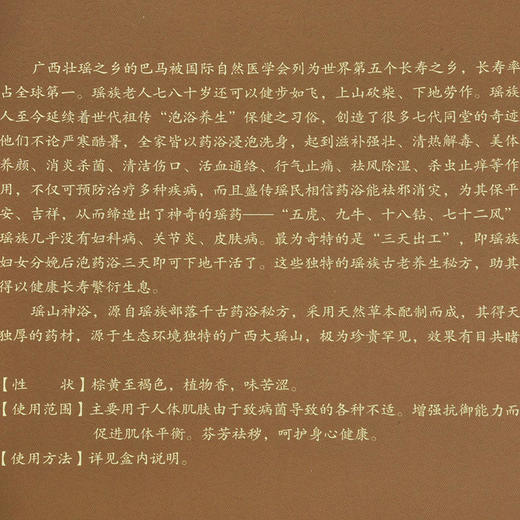 广西壮瑶之乡的巴马被国际自然医学会列为世界第五个长寿之乡，长寿率
占全球第一。瑶族老人七八十岁还可以健步如飞，上山砍柴、下地劳作。瑶族
人至今延续着世代祖传“泡浴养生”保健之习俗，创造了很多七代同堂的奇迹
他们不论严寒酷暑，全家皆以药浴浸泡洗身，起到滋补强壮、清热解毒、美体
养颜、消炎杀菌、清洁伤口、活血通络、行气止痛、祛风除湿、杀虫止痒等作
用，不仅可预防治疗多种疾病，而且盛传瑶民相信药浴能祛邪消灾，为其保平
安、吉祥，从而缔造出了神奇的瑶药——“五虎、九牛、十八钻、七十二风”
瑶族几乎没有妇科病、关节炎、皮肤病。最为奇特的是“三天出工”，即瑶族
妇女分娩后泡药浴三天即可下地干活了。这些独特的瑶族古老养生秘方，助其
得以健康长寿繁衍生息。
瑶山神浴，源自瑶族部落千古药浴秘方，采用天然草本配制而成，其得天
独厚的药材，源于生态环境独特的广西大瑶山，极为珍贵罕见，效果有目共睹
【性　　状】棕黄至褐色，植物香，味苦涩。
【使用范围】主要用于人体肌肤由于致病菌导致的各种不适。增强抗御能力而
促进肌体平衡。芬芳祛秽，呵护身心健康。
【使用方法】详见盒内说明。